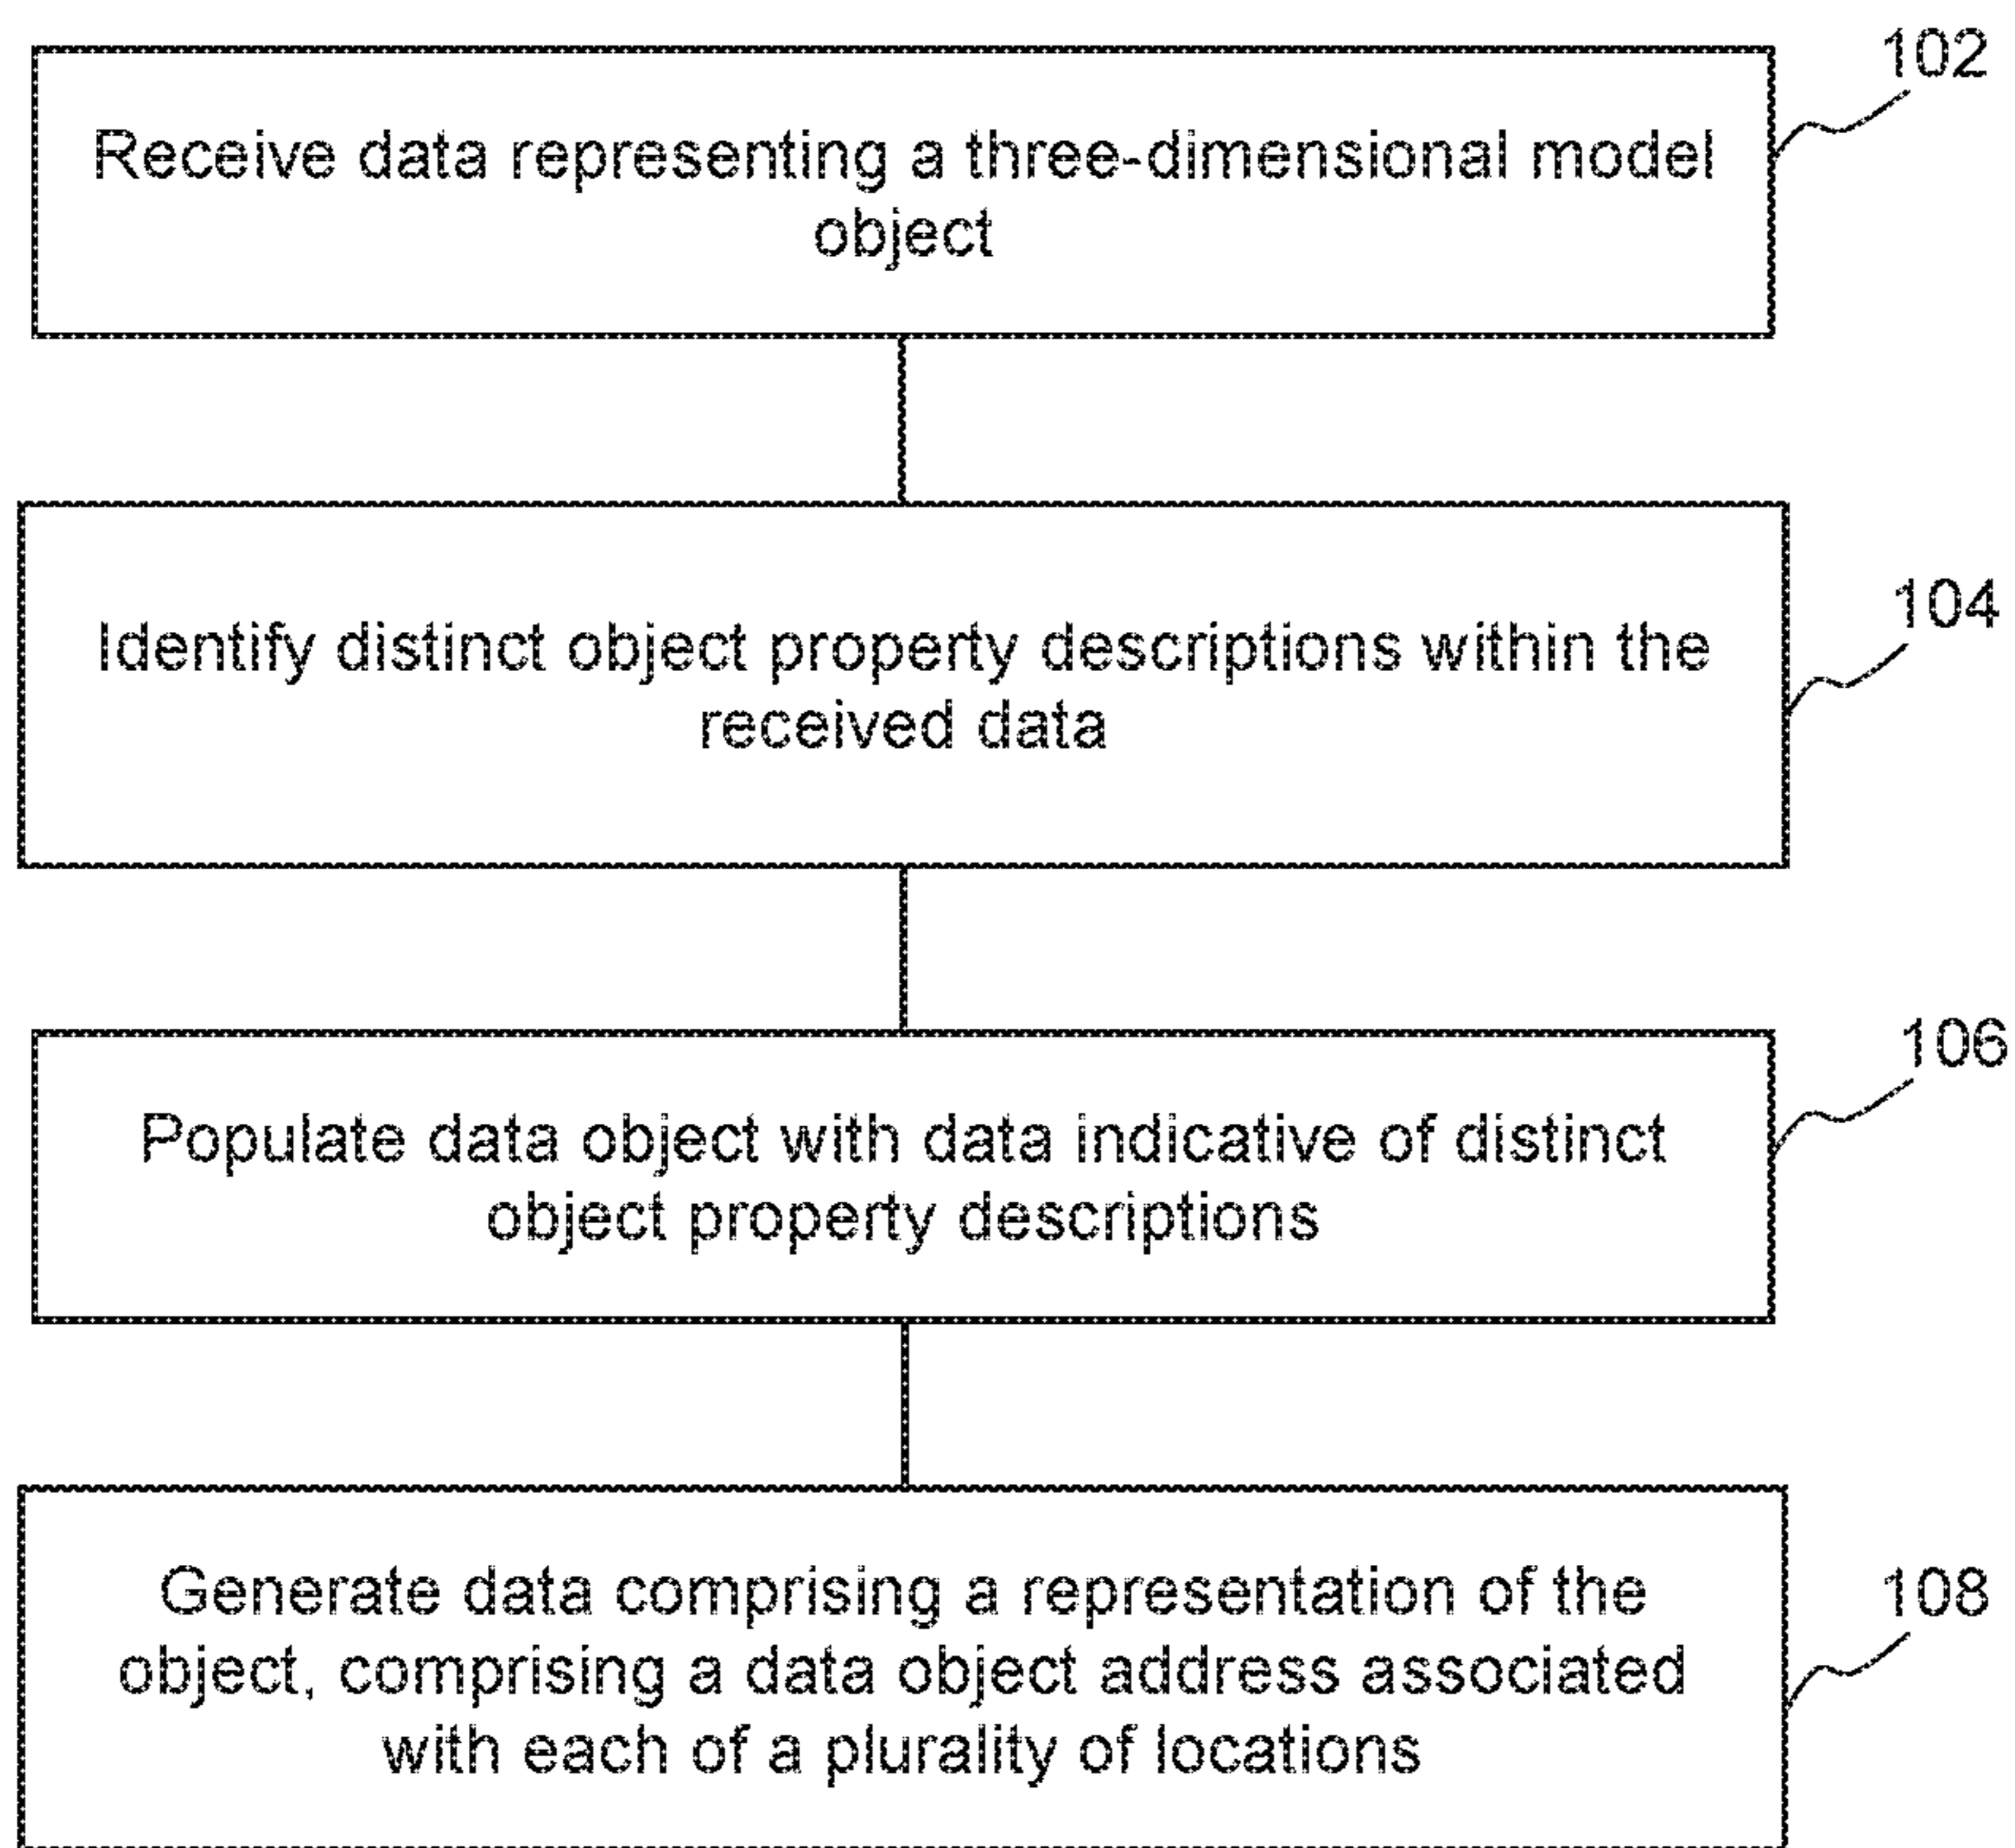 102
Receive data representing a three-dimensional model
object
104
Identify distinct object property descriptions within the
received data
106
Populate data object with data indicative of distinct
object property descriptions
108
Generate data comprising a representation of the
object, comprising a data object address associated
with each of a plurality of locations